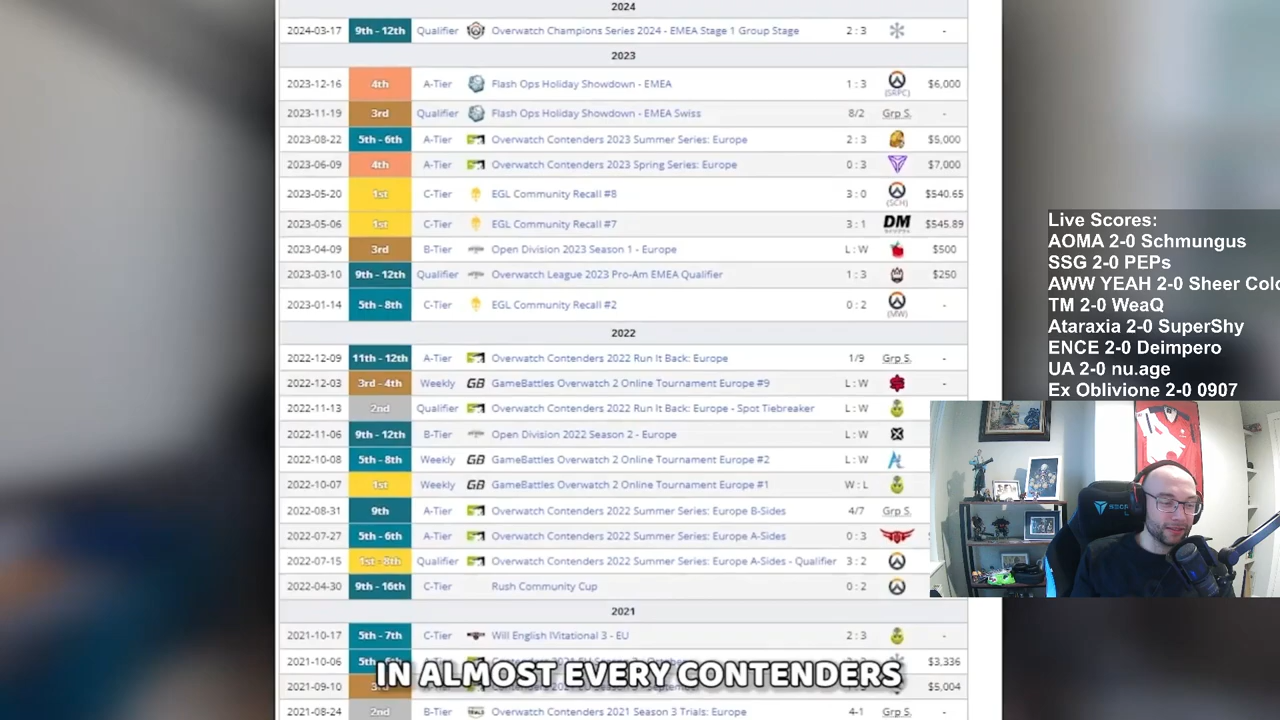 2024
2024-03-17 9th - 12th Qualifier Overwatch Champions Series 2024 - EMEA Stage 1 Group Stage 2 : 3 -
2023
2023-12-16 4th A-Tier Flash Ops Holiday Showdown - EMEA 1 : 3 (SRPC) $6,000
2023-11-19 3rd Qualifier Flash Ops Holiday Showdown - EMEA Swiss 8/2 Grp S. -
2023-08-22 5th - 6th A-Tier Overwatch Contenders 2023 Summer Series: Europe 2 : 3 $5,000
2023-06-09 4th A-Tier Overwatch Contenders 2023 Spring Series: Europe 0 : 3 $7,000
2023-05-20 1st C-Tier EGL Community Recall #8 3 : 0 (SCH) $540.65
2023-05-06 1st C-Tier EGL Community Recall #7 3 : 1 DM $545.89
2023-04-09 3rd B-Tier Open Division 2023 Season 1 - Europe L : W $500
2023-03-10 9th - 12th Qualifier Overwatch League 2023 Pro-Am EMEA Qualifier 1 : 3 $250
2023-01-14 5th - 8th C-Tier EGL Community Recall #2 0 : 2 (MW) -
2022
2022-12-09 11th - 12th A-Tier Overwatch Contenders 2022 Run It Back: Europe 1/9 Grp S. -
2022-12-03 3rd - 4th Weekly GB GameBattles Overwatch 2 Online Tournament Europe #9 L : W -
2022-11-13 2nd Qualifier Overwatch Contenders 2022 Run It Back: Europe - Spot Tiebreaker L : W
2022-11-06 9th - 12th B-Tier Open Division 2022 Season 2 - Europe L : W
2022-10-08 5th - 8th Weekly GB GameBattles Overwatch 2 Online Tournament Europe #2 L : W
2022-10-07 1st Weekly GB GameBattles Overwatch 2 Online Tournament Europe #1 W : L
2022-08-31 9th A-Tier Overwatch Contenders 2022 Summer Series: Europe B-Sides 4/7 Grp S.
2022-07-27 5th - 6th A-Tier Overwatch Contenders 2022 Summer Series: Europe A-Sides 0 : 3
2022-07-15 1st - 8th Qualifier Overwatch Contenders 2022 Summer Series: Europe A-Sides - Qualifier 3 : 2
2022-04-30 9th - 16th C-Tier Rush Community Cup 0 : 2
2021
2021-10-17 5th - 7th C-Tier Will English IVitational 3 - EU 2 : 3 -
2021-10-06 $3,336
2021-09-10 3rd $5,004
2021-08-24 2nd B-Tier Overwatch Contenders 2021 Season 3 Trials: Europe 4-1 Grp S. -
IN ALMOST EVERY CONTENDERS
Live Scores:
AOMA 2-0 Schmungus
SSG 2-0 PEPs
AWW YEAH 2-0 Sheer Colo
TM 2-0 WeaQ
Ataraxia 2-0 SuperShy
ENCE 2-0 Deimpero
UA 2-0 nu.age
Ex Oblivione 2-0 0907